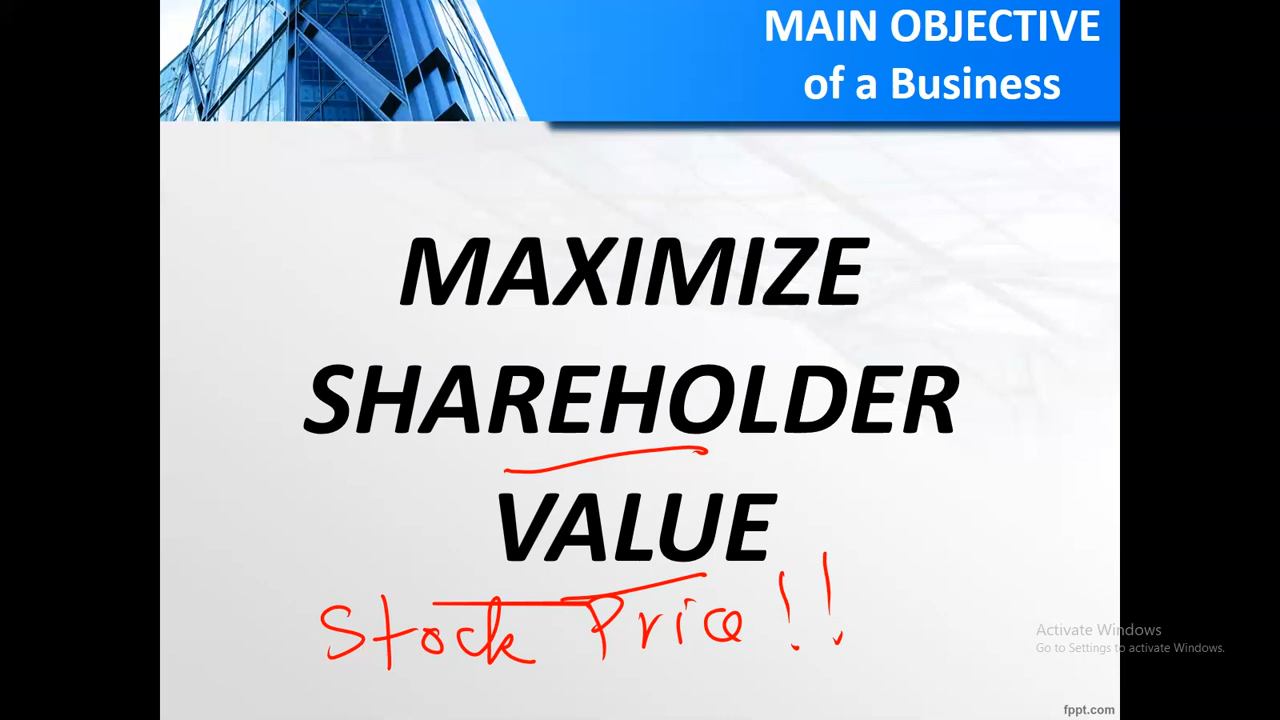 MAIN OBJECTIVE
of a Business
MAXIMIZE
SHAREHOLDER
VALUE
Stock Price!!
Activate Windows
Go to Settings to activate Windows.
fppt.com